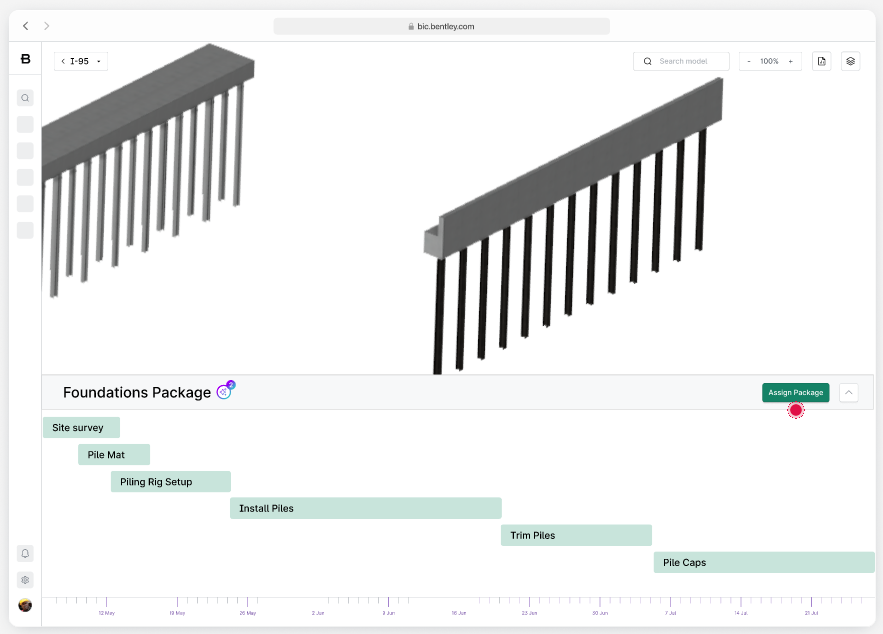 bic.bentley.com
B
I-95
Search model
- 100% +
Foundations Package
2
Assign Package
Site survey
Pile Mat
Piling Rig Setup
Install Piles
Trim Piles
Pile Caps
12 May 19 May 26 May 2 Jun 9 Jun 16 Jun 23 Jun 30 Jun 7 Jul 14 Jul 21 Jul